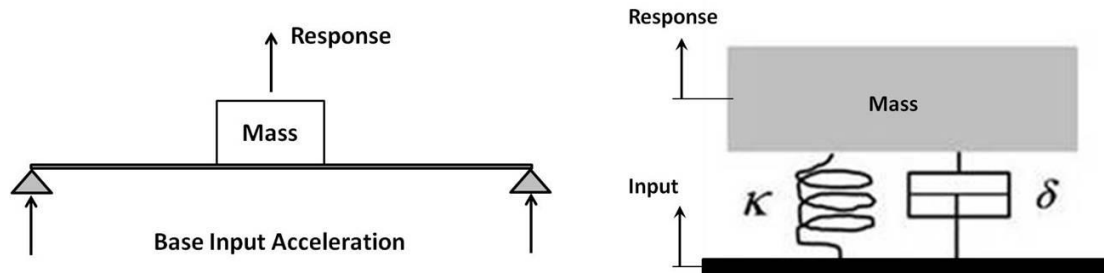 Response
Mass
Base Input Acceleration
Response
Mass
Input
K
δ